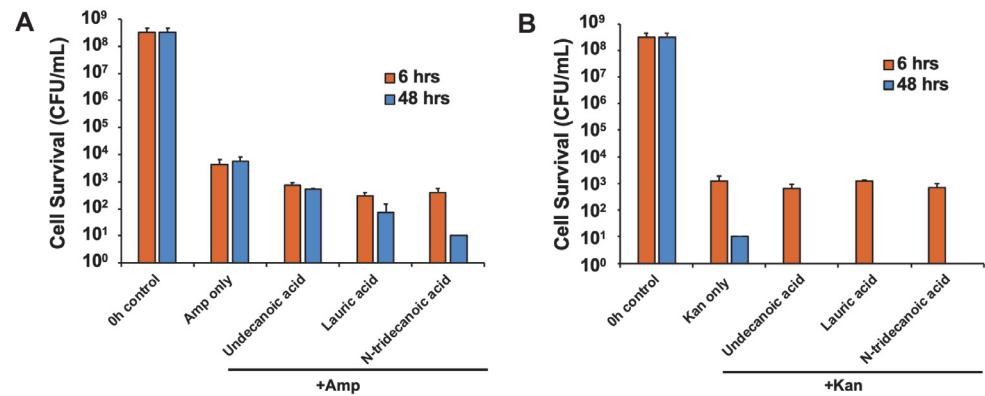 A
Cell Survival (CFU/mL)
10⁹
10⁸
10⁷
10⁶
10⁵
10⁴
10³
10²
10¹
10⁰
6 hrs
48 hrs
0h control
Amp only
Undecanoic acid
Lauric acid
N-tridecanoic acid
+Amp
B
Cell Survival (CFU/mL)
10⁹
10⁸
10⁷
10⁶
10⁵
10⁴
10³
10²
10¹
10⁰
6 hrs
48 hrs
0h control
Kan only
Undecanoic acid
Lauric acid
N-tridecanoic acid
+Kan